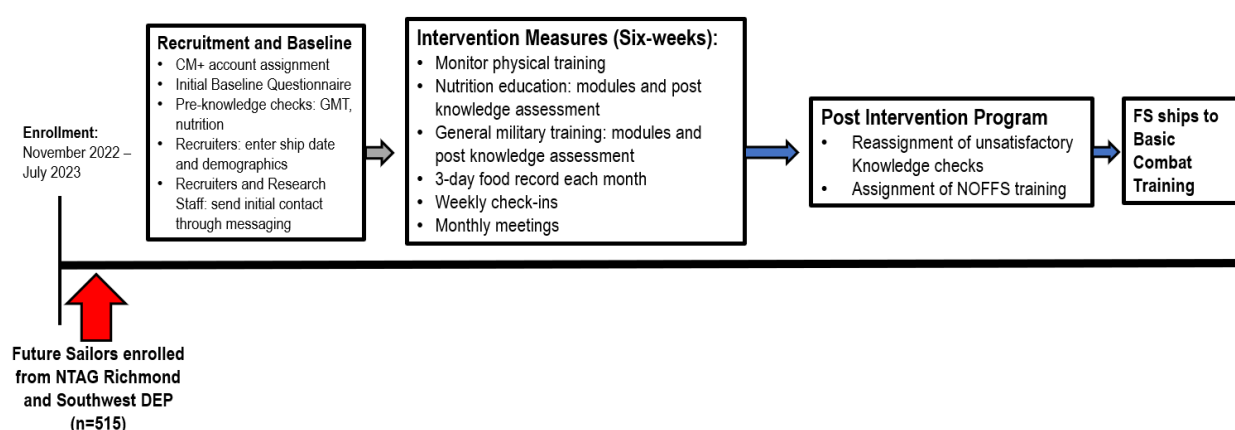 Enrollment:
November 2022 –
July 2023
Recruitment and Baseline
• CM+ account assignment
• Initial Baseline Questionnaire
• Pre-knowledge checks: GMT,
nutrition
• Recruiters: enter ship date
and demographics
• Recruiters and Research
Staff: send initial contact
through messaging
Intervention Measures (Six-weeks):
• Monitor physical training
• Nutrition education: modules and post
knowledge assessment
• General military training: modules and
post knowledge assessment
• 3-day food record each month
• Weekly check-ins
• Monthly meetings
Post Intervention Program
• Reassignment of unsatisfactory
Knowledge checks
• Assignment of NOFFS training
FS ships to
Basic
Combat
Training
Future Sailors enrolled
from NTAG Richmond
and Southwest DEP
(n=515)